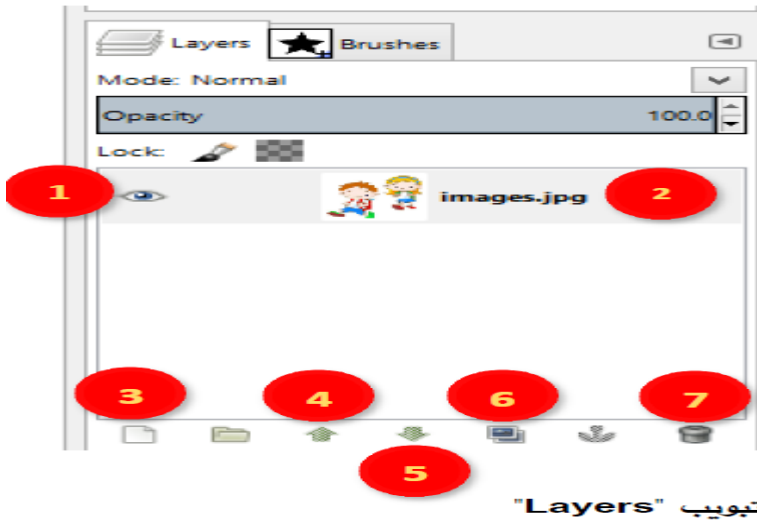 Layers Brushes
Mode: Normal
Opacity 100.0
Lock:
1 images.jpg 2
3 4 6 7
5
تبويب "Layers"